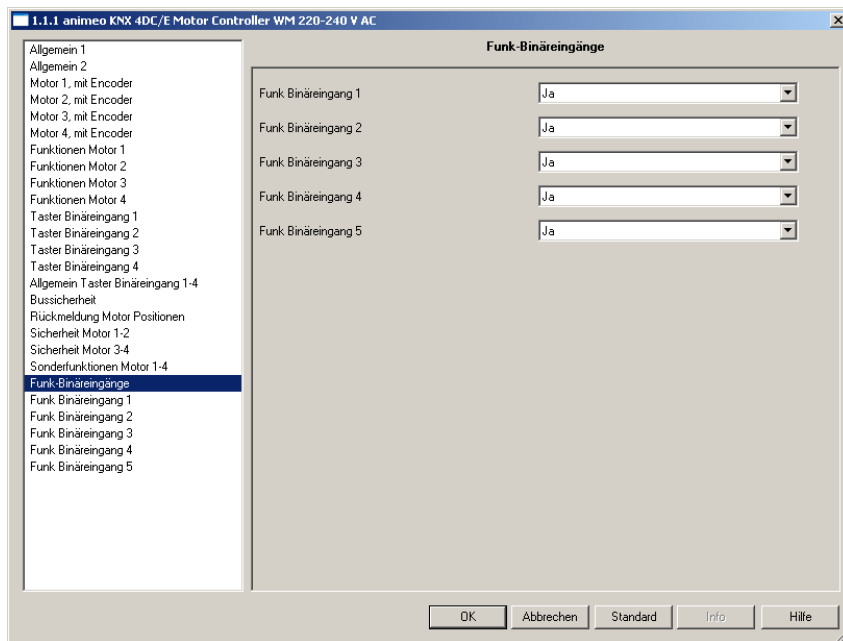 1.1.1 animeo KNX 4DC/E Motor Controller WM 220-240 V AC
Allgemein 1
Allgemein 2
Motor 1, mit Encoder
Motor 2, mit Encoder
Motor 3, mit Encoder
Motor 4, mit Encoder
Funktionen Motor 1
Funktionen Motor 2
Funktionen Motor 3
Funktionen Motor 4
Taster Binäreingang 1
Taster Binäreingang 2
Taster Binäreingang 3
Taster Binäreingang 4
Allgemein Taster Binäreingang 1-4
Bussicherheit
Rückmeldung Motor Positionen
Sicherheit Motor 1-2
Sicherheit Motor 3-4
Sonderfunktionen Motor 1-4
Funk-Binäreingänge
Funk Binäreingang 1
Funk Binäreingang 2
Funk Binäreingang 3
Funk Binäreingang 4
Funk Binäreingang 5
Funk-Binäreingänge
Funk Binäreingang 1 Ja
Funk Binäreingang 2 Ja
Funk Binäreingang 3 Ja
Funk Binäreingang 4 Ja
Funk Binäreingang 5 Ja
OK Abbrechen Standard Info Hilfe